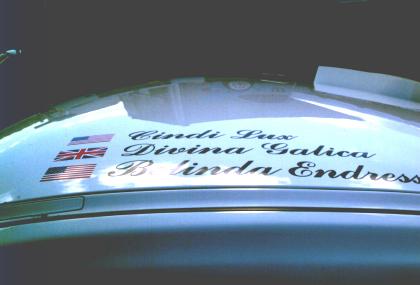 Cindi Lux
Divina Galica
Belinda Endress